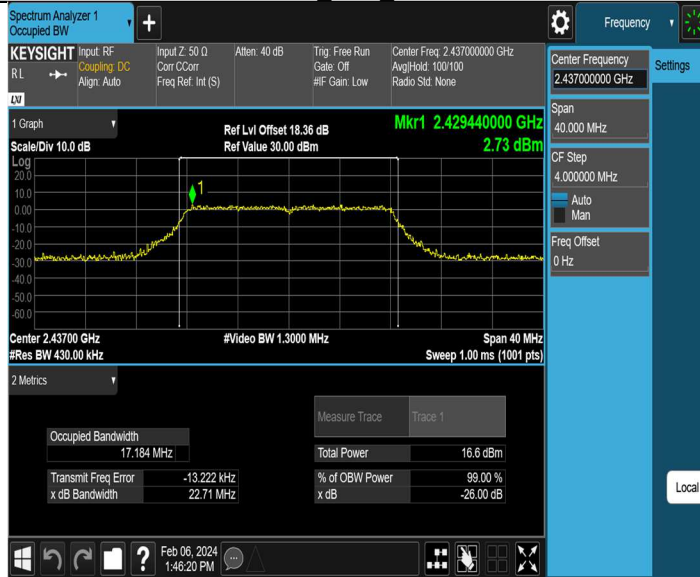 Spectrum Analyzer 1
Occupied BW
Frequency
KEYSIGHT
RL
LXI
Input: RF
Coupling: DC
Align: Auto
Input Z: 50 Ω
Corr CCorr
Freq Ref: Int (S)
Atten: 40 dB
Trig: Free Run
Gate: Off
#IF Gain: Low
Center Freq: 2.437000000 GHz
Avg|Hold: 100/100
Radio Std: None
Center Frequency
2.437000000 GHz
Settings
Span
40.000 MHz
CF Step
4.000000 MHz
Auto
Man
Freq Offset
0 Hz
Local
1 Graph
Scale/Div 10.0 dB
Ref Lvl Offset 18.36 dB
Ref Value 30.00 dBm
Mkr1 2.429440000 GHz
2.73 dBm
Log
20.0
10.0
0.00
-10.0
-20.0
-30.0
-40.0
-50.0
-60.0
1
Center 2.43700 GHz
#Res BW 430.00 kHz
#Video BW 1.3000 MHz
Span 40 MHz
Sweep 1.00 ms (1001 pts)
2 Metrics
Measure Trace
Trace 1
Occupied Bandwidth
17.184 MHz
Total Power
16.6 dBm
Transmit Freq Error
-13.222 kHz
% of OBW Power
99.00 %
x dB Bandwidth
22.71 MHz
x dB
-26.00 dB
?
Feb 06, 2024
1:46:20 PM